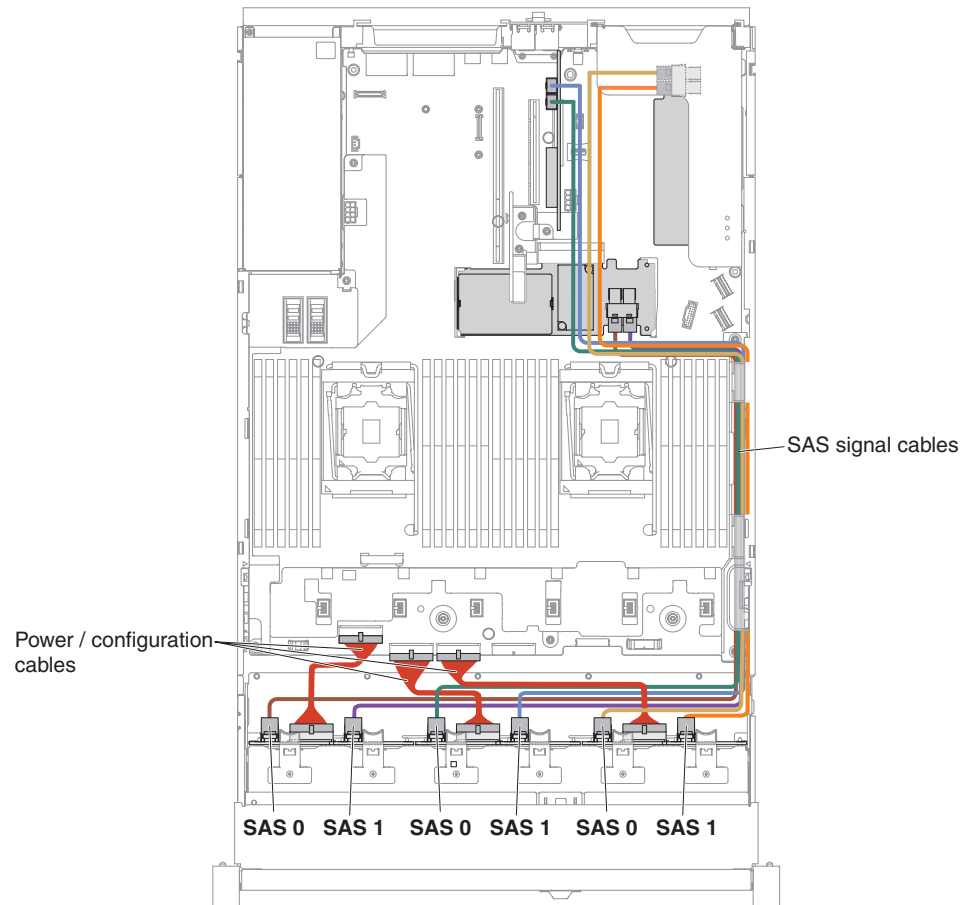 SAS signal cables
Power / configuration
cables
SAS 0 SAS 1 SAS 0 SAS 1 SAS 0 SAS 1